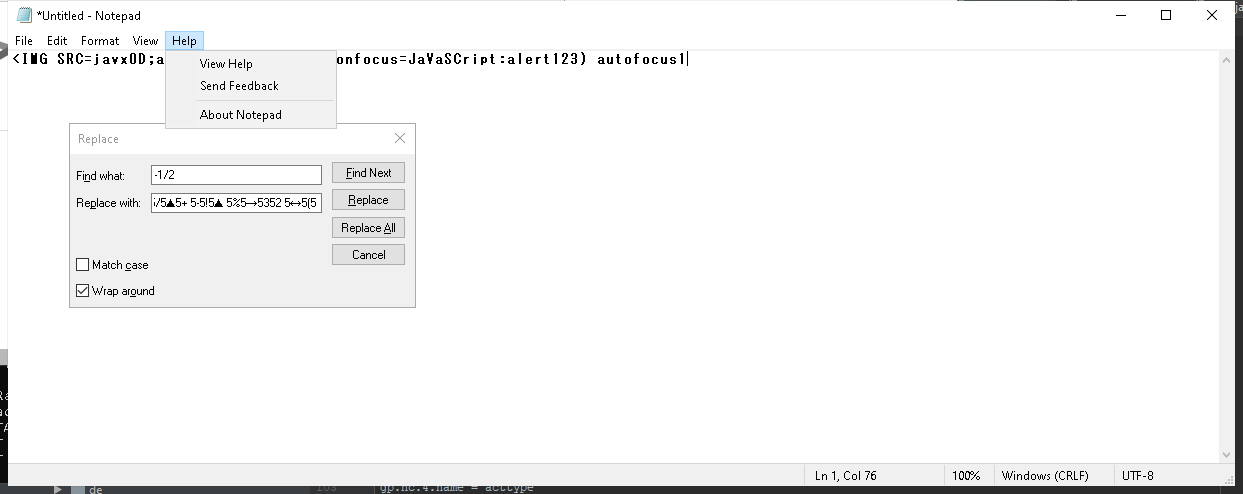 *Untitled - Notepad
File Edit Format View Help
<IMG SRC=javx0D;a
onfocus=JaVaSCript:alert123) autofocus1
View Help
Send Feedback
About Notepad
Replace
Find what: -1/2 Find Next
Replace with: i/5▲5+ 5-5!5▲ 5%5→5352 5↔5(5 Replace
Replace All
Cancel
Match case
Wrap around
Ln 1, Col 76 100% Windows (CRLF) UTF-8
de
gp.nc.4.name = acctype